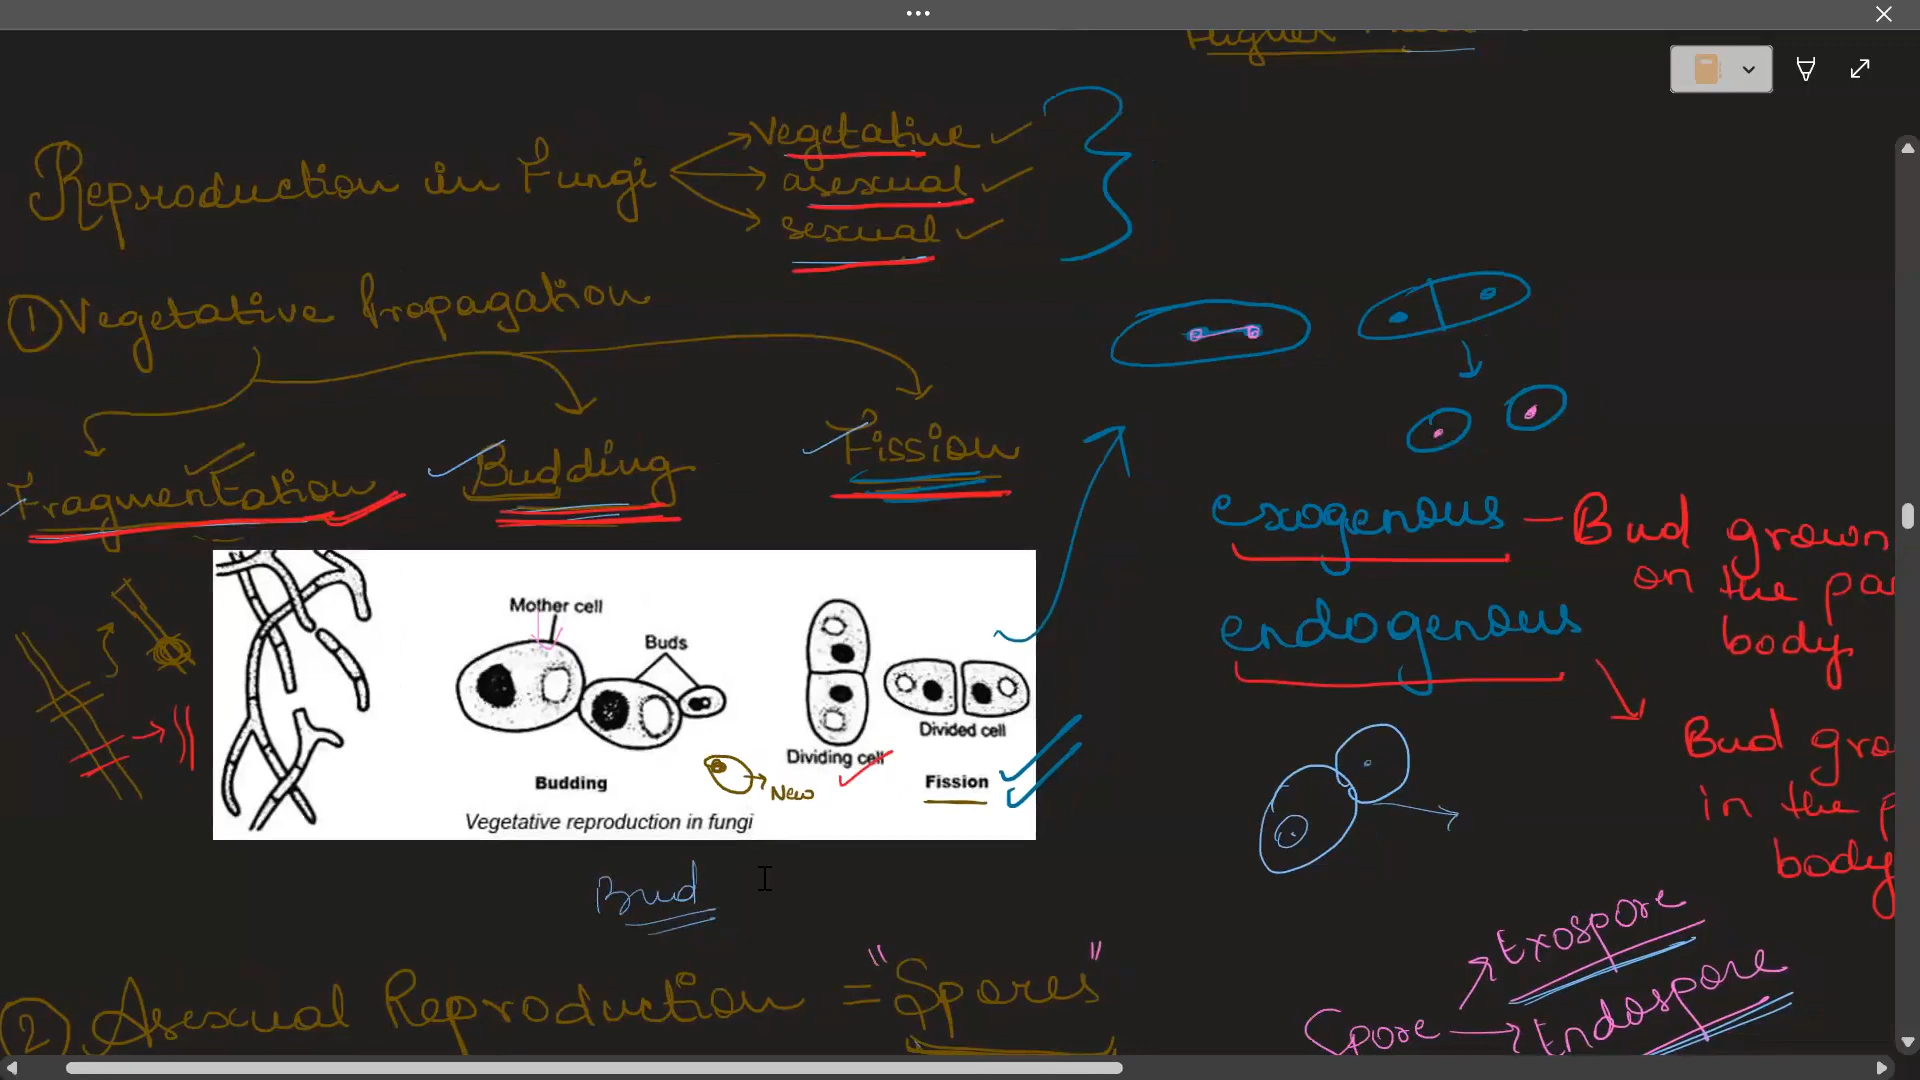 Reproduction in Fungi
Vegetative
asexual
sexual
① Vegetative Propagation
Fragmentation
Budding
Fission
exogenous - Bud grown
on the pa
body
endogenous
Bud gro
in the p
body
Mother cell
Buds
Dividing cell
Divided cell
Budding
New
Fission
Vegetative reproduction in fungi
Bud
② Asexual Reproduction = "Spores"
Spore
Exospore
Endospore